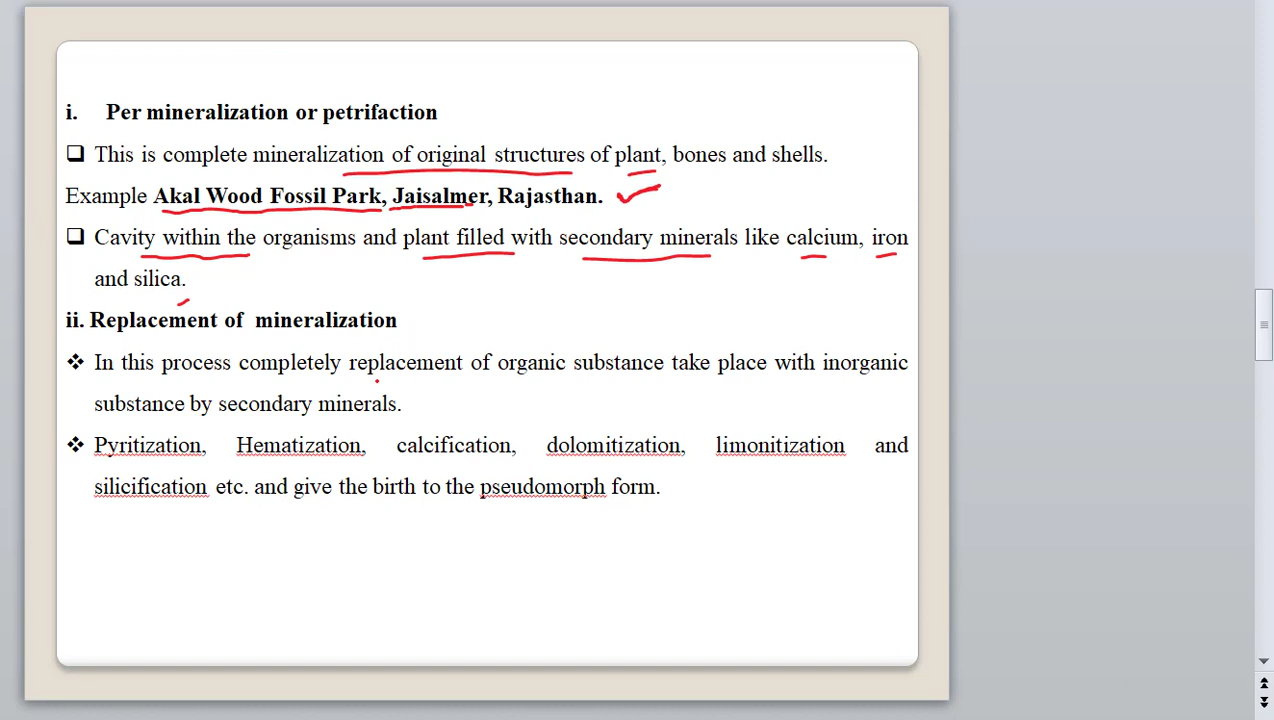 i. Per mineralization or petrifaction
❑ This is complete mineralization of original structures of plant, bones and shells.
Example Akal Wood Fossil Park, Jaisalmer, Rajasthan.
❑ Cavity within the organisms and plant filled with secondary minerals like calcium, iron
and silica.
ii. Replacement of mineralization
❖ In this process completely replacement of organic substance take place with inorganic
substance by secondary minerals.
❖ Pyritization, Hematization, calcification, dolomitization, limonitization and
silicification etc. and give the birth to the pseudomorph form.